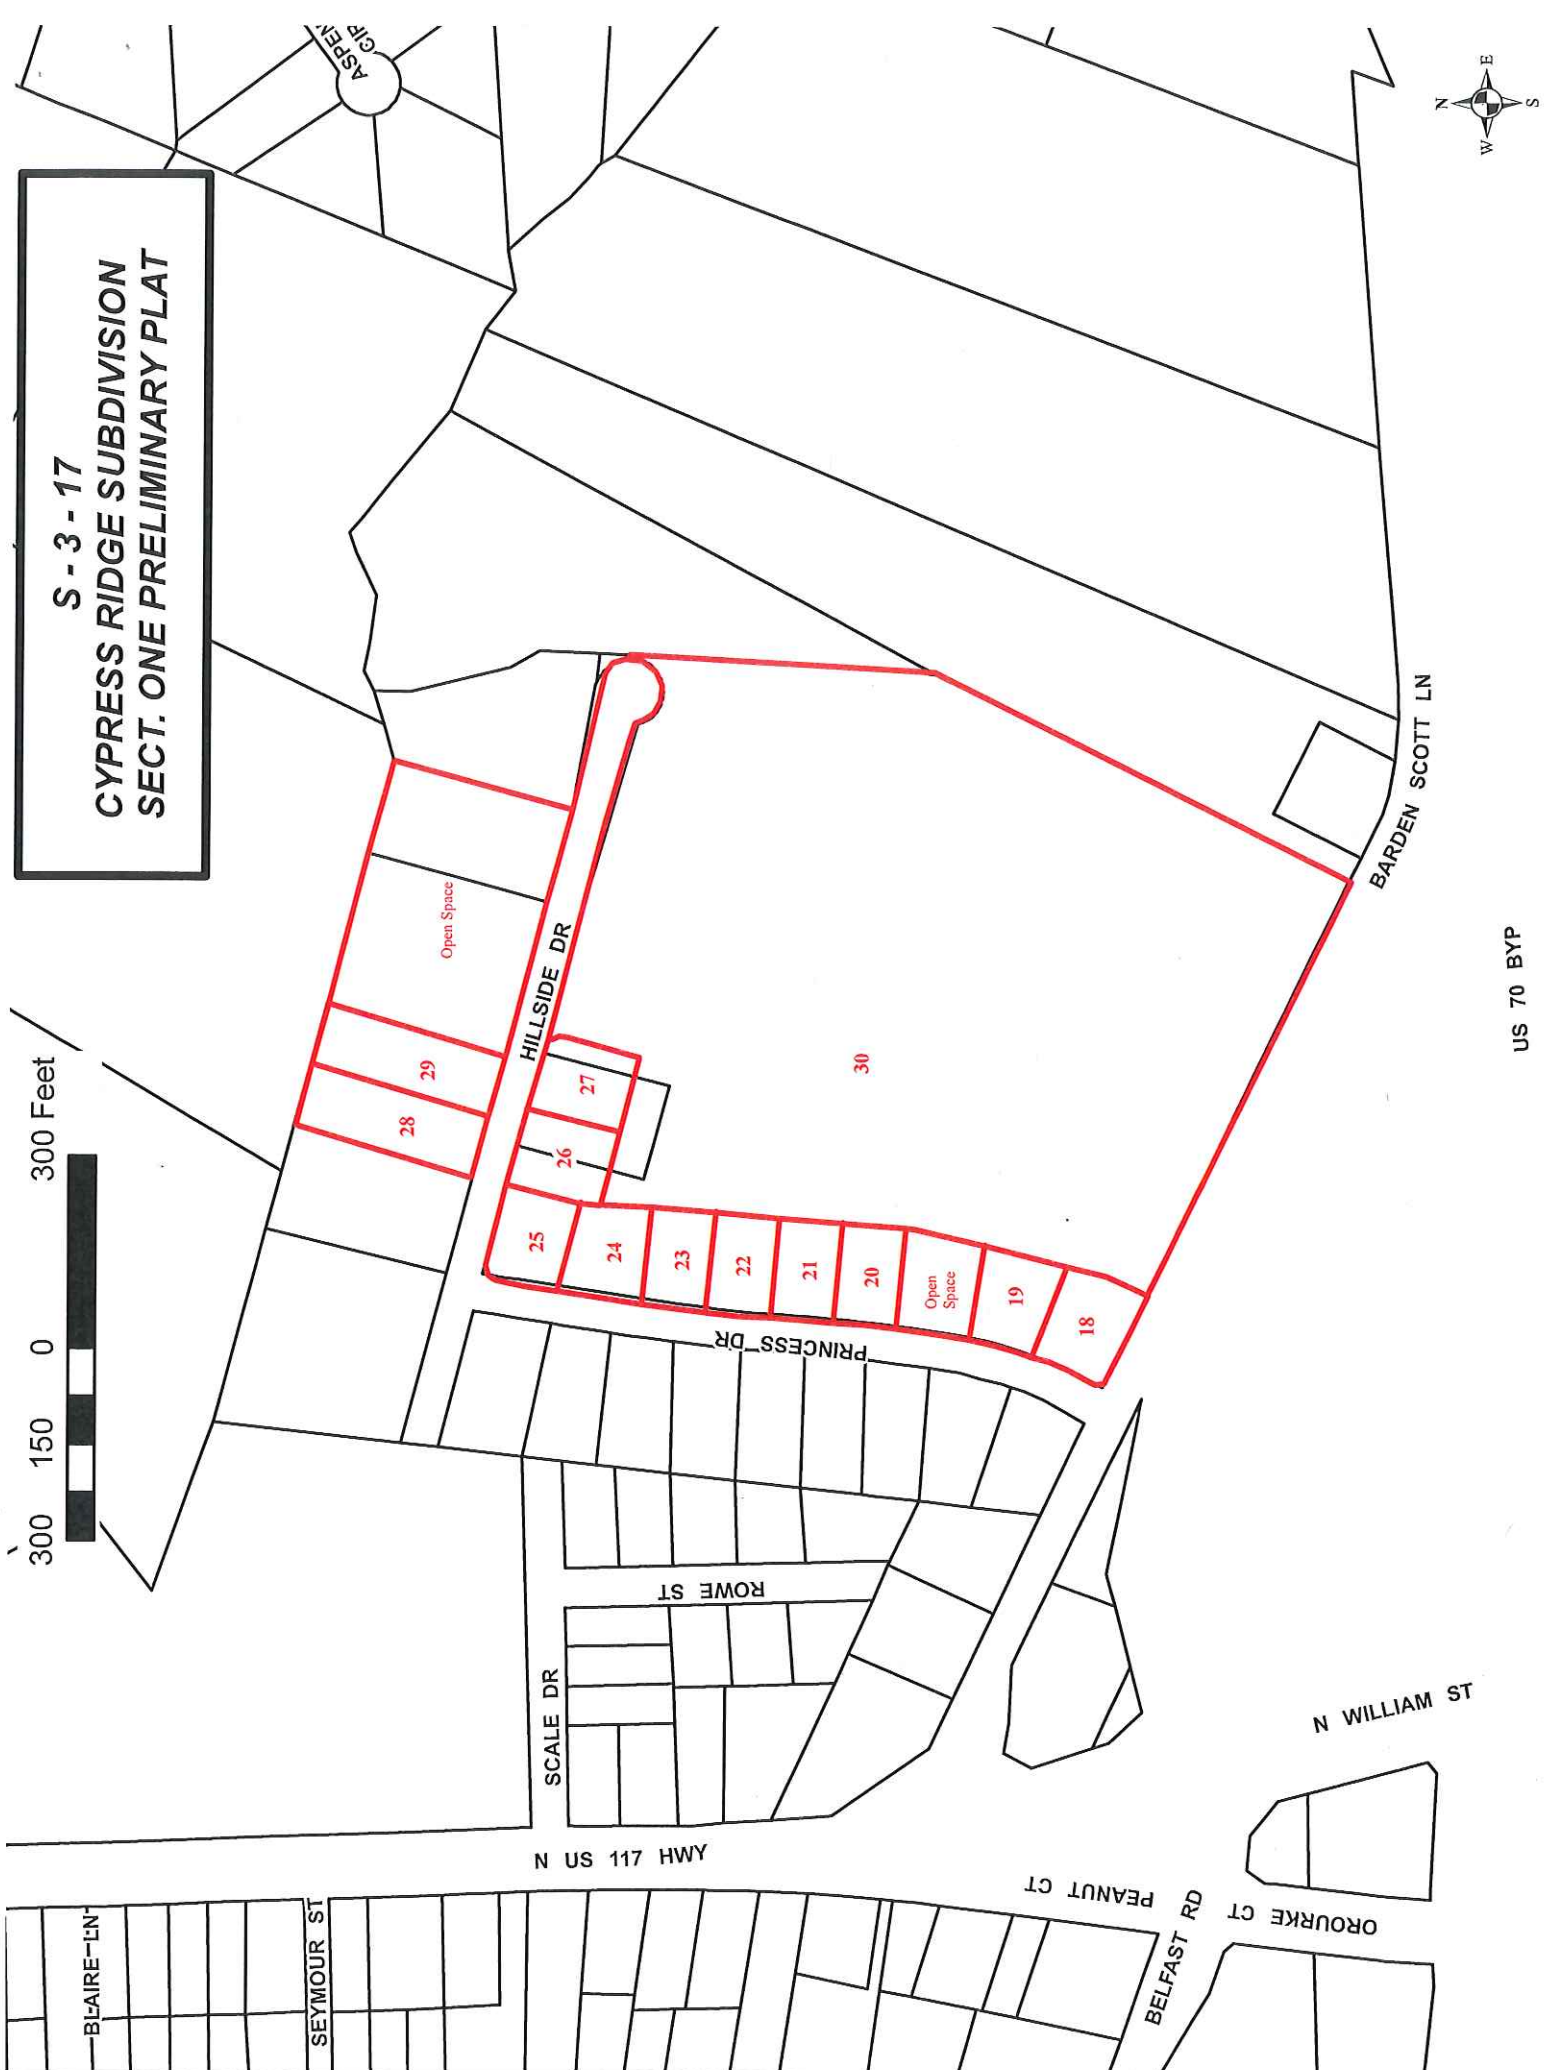 S - 3 - 17
CYPRESS RIDGE SUBDIVISION
SECT. ONE PRELIMINARY PLAT
300 150 0 300 Feet
ASPEN
CIR
N
E
S
W
BLAIRE LN
SEYMOUR ST
N US 117 HWY
SCALE DR
ROWE ST
PRINCESS DR
HILLSIDE DR
Open Space
28
29
27
26
25
24
23
22
21
20
Open
Space
19
18
30
BARDEN SCOTT LN
US 70 BYP
N WILLIAM ST
PEANUT CT
BELFAST RD
OROURKE CT